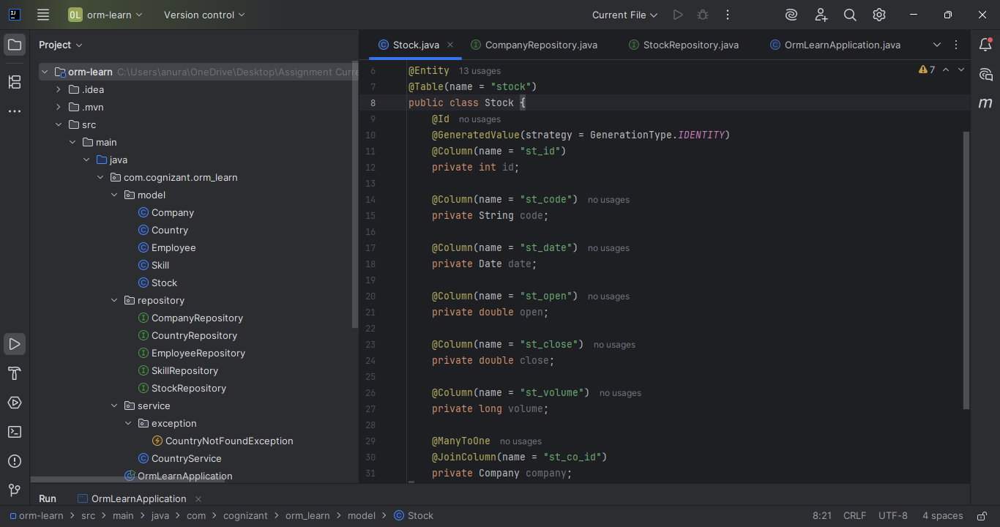 OL orm-learn Version control Current File
Project
orm-learn C:\Users\anura\OneDrive\Desktop\Assignment Curre
.idea
.mvn
src
main
java
com.cognizant.orm_learn
model
Company
Country
Employee
Skill
Stock
repository
CompanyRepository
CountryRepository
EmployeeRepository
SkillRepository
StockRepository
service
exception
CountryNotFoundException
CountryService
OrmLearnApplication
Stock.java CompanyRepository.java StockRepository.java OrmLearnApplication.java
7
6 @Entity 13 usages
7 @Table(name = "stock")
8 public class Stock {
9 @Id no usages
10 @GeneratedValue(strategy = GenerationType.IDENTITY)
11 @Column(name = "st_id")
12 private int id;
13
14 @Column(name = "st_code") no usages
15 private String code;
16
17 @Column(name = "st_date") no usages
18 private Date date;
19
20 @Column(name = "st_open") no usages
21 private double open;
22
23 @Column(name = "st_close") no usages
24 private double close;
25
26 @Column(name = "st_volume") no usages
27 private long volume;
28
29 @ManyToOne no usages
30 @JoinColumn(name = "st_co_id")
31 private Company company;
m
Run OrmLearnApplication
orm-learn > src > main > java > com > cognizant > orm_learn > model > Stock 8:21 CRLF UTF-8 4 spaces